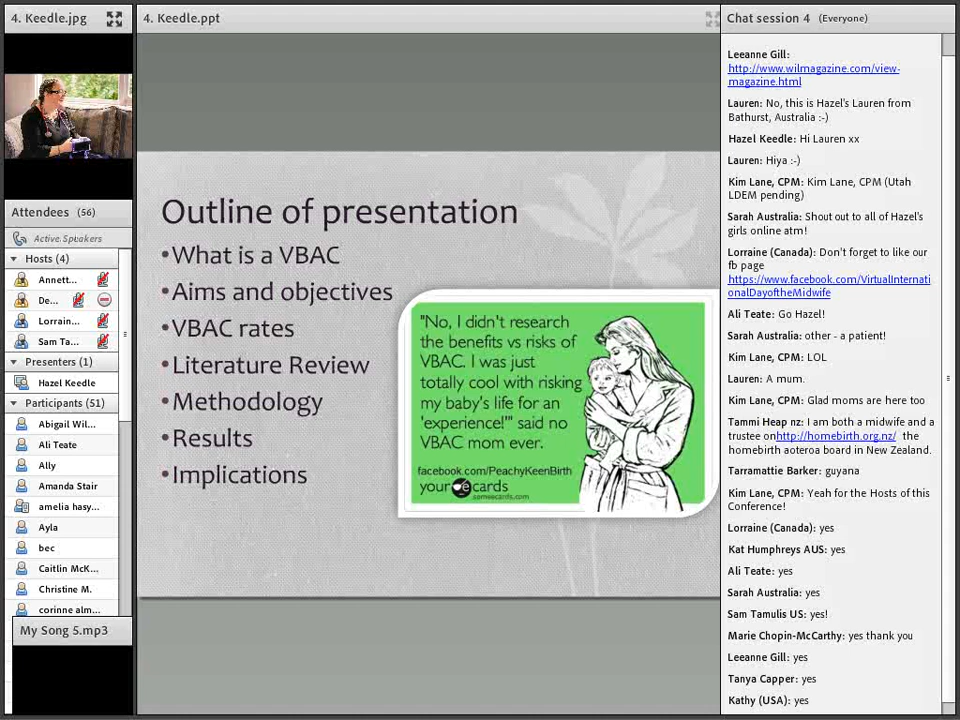 4. Keedle.jpg
Attendees (56)
Active Speakers
Hosts (4)
Annett...
De...
Lorrain...
Sam Ta...
Presenters (1)
Hazel Keedle
Participants (51)
Abigail Wil...
Ali Teate
Ally
Amanda Stair
amelia hasy...
Ayla
bec
Caitlin McK...
Christine M.
corinne alm...
My Song 5.mp3
4. Keedle.ppt
Outline of presentation
•What is a VBAC
•Aims and objectives
•VBAC rates
•Literature Review
•Methodology
•Results
•Implications
"No, I didn't research
the benefits vs risks of
VBAC. I was just
totally cool with risking
my baby's life for an
'experience!'" said no
VBAC mom ever.
facebook.com/PeachyKeenBirth
your ecards
someecards.com
Chat session 4 (Everyone)
Leeanne Gill:
http://www.wilmagazine.com/view-
magazine.html
Lauren: No, this is Hazel's Lauren from
Bathurst, Australia :-)
Hazel Keedle: Hi Lauren xx
Lauren: Hiya :-)
Kim Lane, CPM: Kim Lane, CPM (Utah
LDEM pending)
Sarah Australia: Shout out to all of Hazel's
girls online atm!
Lorraine (Canada): Don't forget to like our
fb page
https://www.facebook.com/VirtualInternati
onalDayoftheMidwife
Ali Teate: Go Hazel!
Sarah Australia: other - a patient!
Kim Lane, CPM: LOL
Lauren: A mum.
Kim Lane, CPM: Glad moms are here too
Tammi Heap nz: I am both a midwife and a
trustee onhttp://homebirth.org.nz/ the
homebirth aoteroa board in New Zealand.
Tarramattie Barker: guyana
Kim Lane, CPM: Yeah for the Hosts of this
Conference!
Lorraine (Canada): yes
Kat Humphreys AUS: yes
Ali Teate: yes
Sarah Australia: yes
Sam Tamulis US: yes!
Marie Chopin-McCarthy: yes thank you
Leeanne Gill: yes
Tanya Capper: yes
Kathy (USA): yes